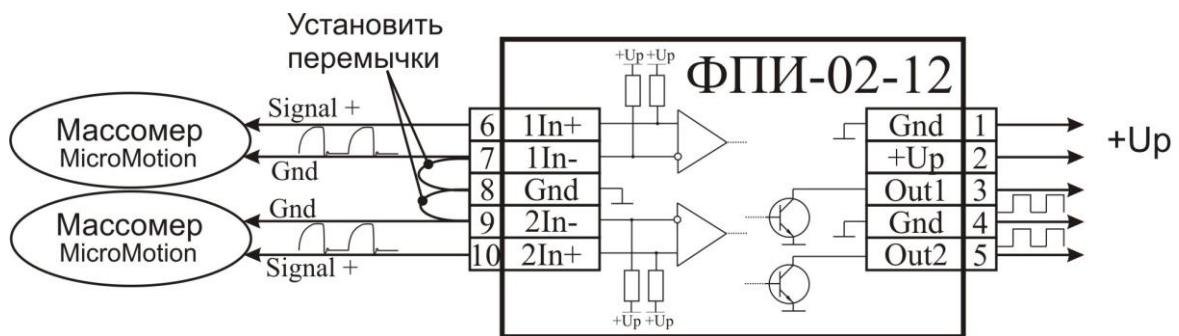 Установить
перемычки
+Up +Up
ФПИ-02-12
Массомер
MicroMotion
Signal +
Gnd
6 1In+
7 1In-
8 Gnd
9 2In-
10 2In+
Массомер
MicroMotion
Gnd
Signal +
+Up +Up
Gnd 1
+Up 2
Out1 3
Gnd 4
Out2 5
+Up